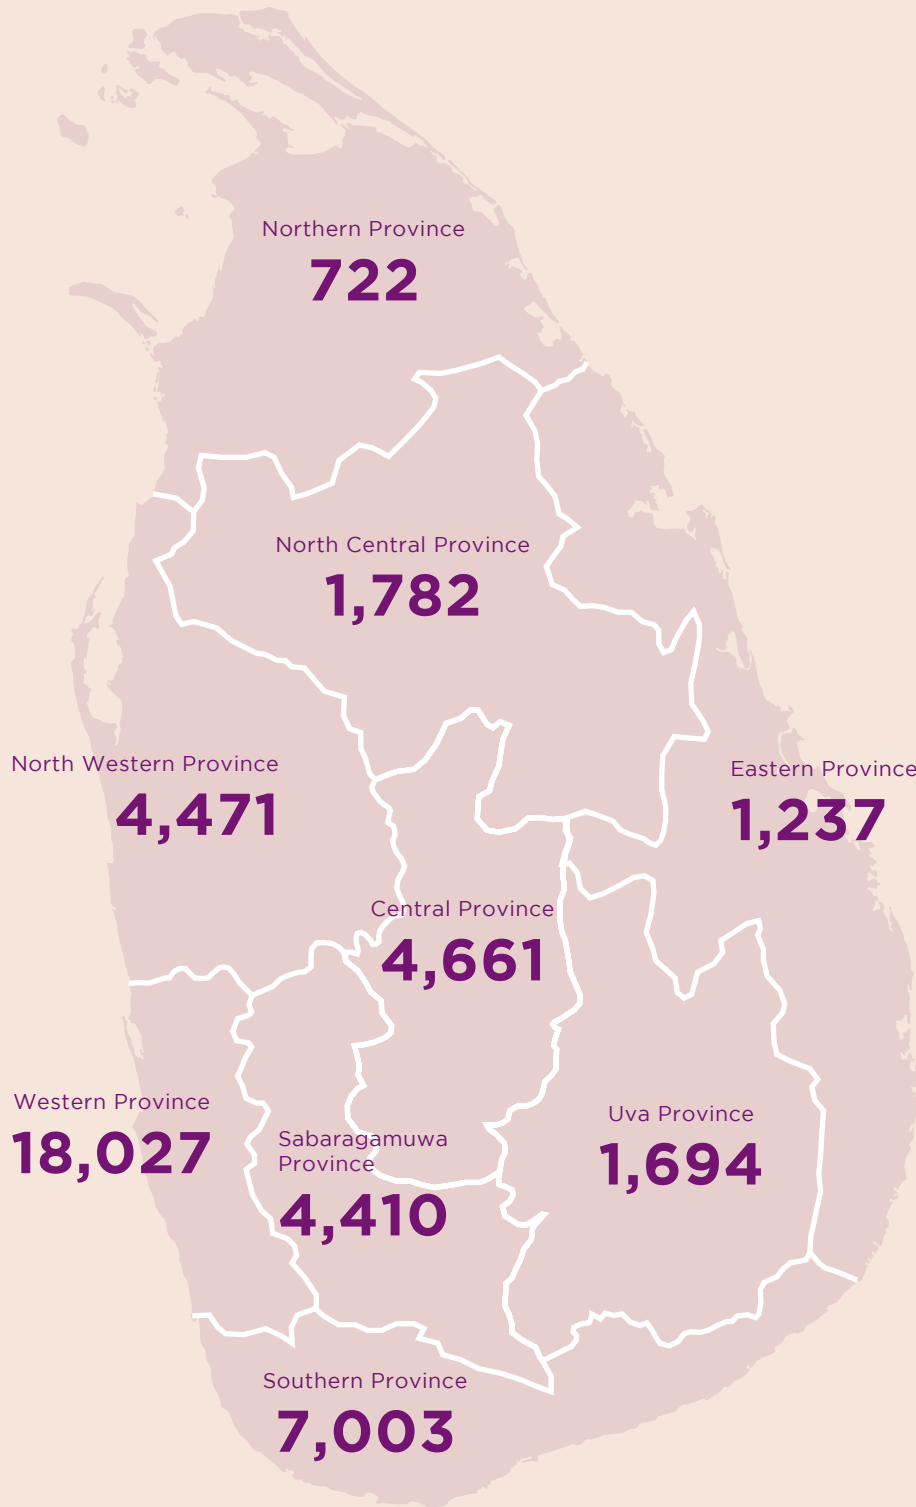 Northern Province
722
North Central Province
1,782
North Western Province
4,471
Eastern Province
1,237
Central Province
4,661
Western Province
18,027
Sabaragamuwa
Province
4,410
Uva Province
1,694
Southern Province
7,003